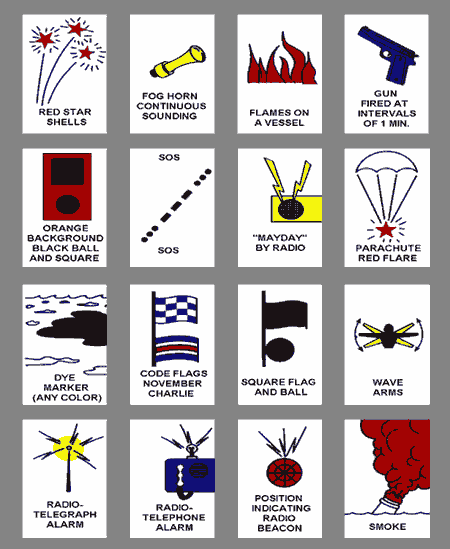 RED STAR
SHELLS
FOG HORN
CONTINUOUS
SOUNDING
FLAMES ON
A VESSEL
GUN
FIRED AT
INTERVALS
OF 1 MIN.
ORANGE
BACKGROUND
BLACK BALL
AND SQUARE
SOS
SOS
"MAYDAY"
BY RADIO
PARACHUTE
RED FLARE
DYE
MARKER
(ANY COLOR)
CODE FLAGS
NOVEMBER
CHARLIE
SQUARE FLAG
AND BALL
WAVE
ARMS
RADIO-
TELEGRAPH
ALARM
RADIO-
TELEPHONE
ALARM
POSITION
INDICATING
RADIO
BEACON
SMOKE